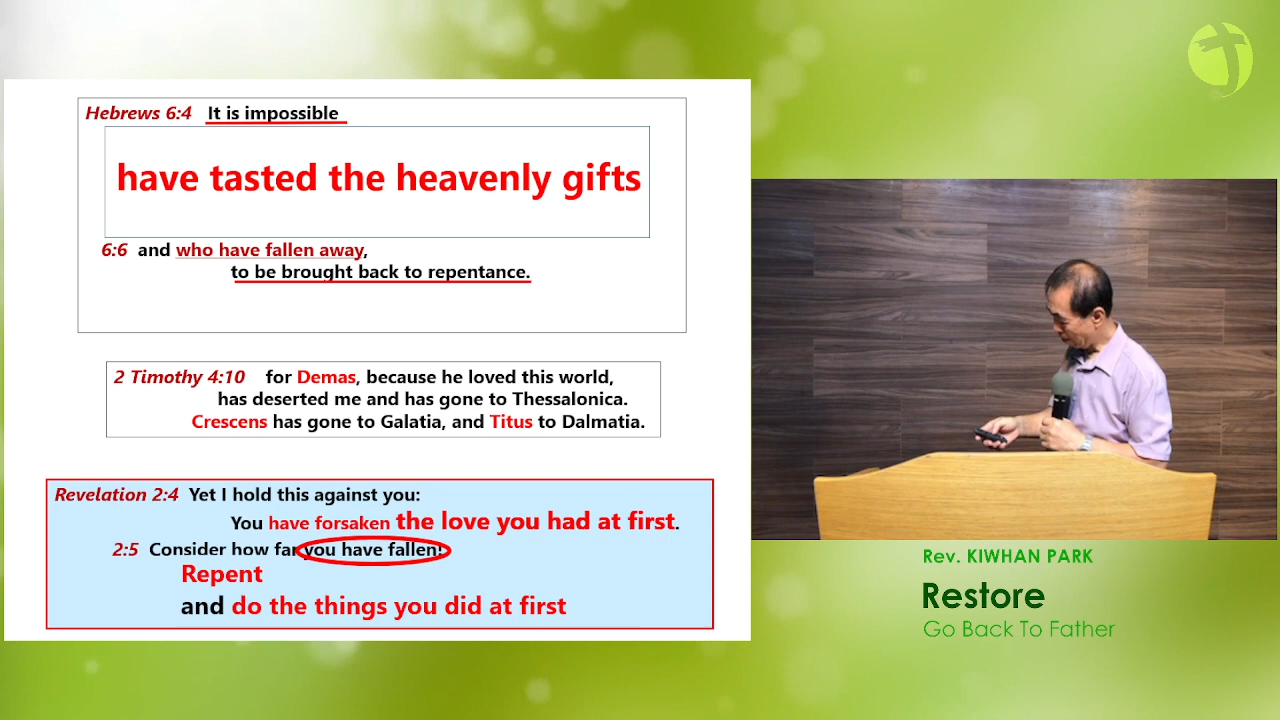 Hebrews 6:4 It is impossible
have tasted the heavenly gifts
6:6 and who have fallen away,
to be brought back to repentance.
2 Timothy 4:10 for Demas, because he loved this world,
has deserted me and has gone to Thessalonica.
Crescens has gone to Galatia, and Titus to Dalmatia.
Revelation 2:4 Yet I hold this against you:
You have forsaken the love you had at first.
2:5 Consider how far you have fallen!
Repent
and do the things you did at first
Rev. KIWHAN PARK
Restore
Go Back To Father